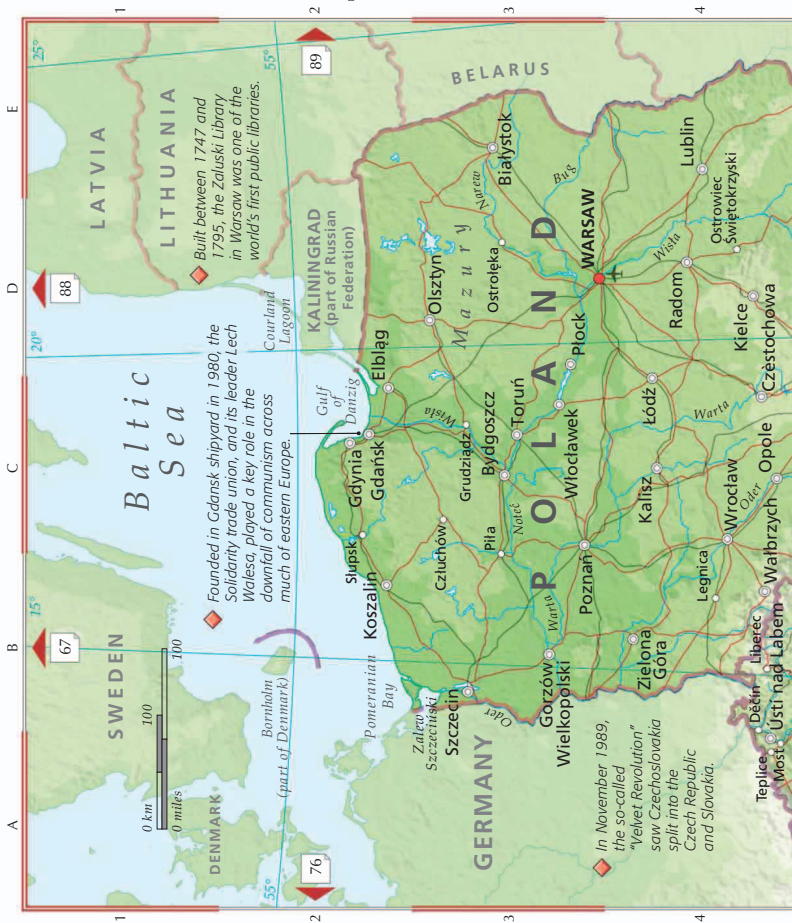 A
B
C
D
E
1
2
3
4
1
2
3
4
67
88
76
89
15°
20°
25°
55°
55°
0 km
100
0 miles
100
SWEDEN
DENMARK
Bornholm
(part of Denmark)
Baltic
Sea
LATVIA
LITHUANIA
Courland
Lagoon
KALININGRAD
(part of Russian
Federation)
BELARUS
GERMANY
POLAND
Founded in Gdansk shipyard in 1980, the
Solidarity trade union, and its leader Lech
Walesa, played a key role in the
downfall of communism across
much of eastern Europe.
Built between 1747 and
1795, the Zaluski Library
in Warsaw was one of the
world's first public libraries.
In November 1989,
the so-called
"Velvet Revolution"
saw Czechoslovakia
split into the
Czech Republic
and Slovakia.
Pomeranian
Bay
Gulf
of
Danzig
Zalew
Szczeciński
Szczecin
Oder
Koszalin
Słupsk
Gdynia
Gdańsk
Elbląg
Człuchów
Wisła
Olsztyn
Mazury
Grudziądz
Piła
Noteć
Bydgoszcz
Toruń
Ostrołęka
Narew
Białystok
Gorzów
Wielkopolski
Warta
Poznań
Włocławek
Płock
WARSAW
Bug
Zielona
Góra
Kalisz
Łódź
Radom
Wisła
Lublin
Legnica
Wrocław
Oder
Warta
Kielce
Ostrowiec
Świętokrzyski
Wałbrzych
Opole
Częstochowa
Děčín
Liberec
Teplice
Ústí nad Labem
Most